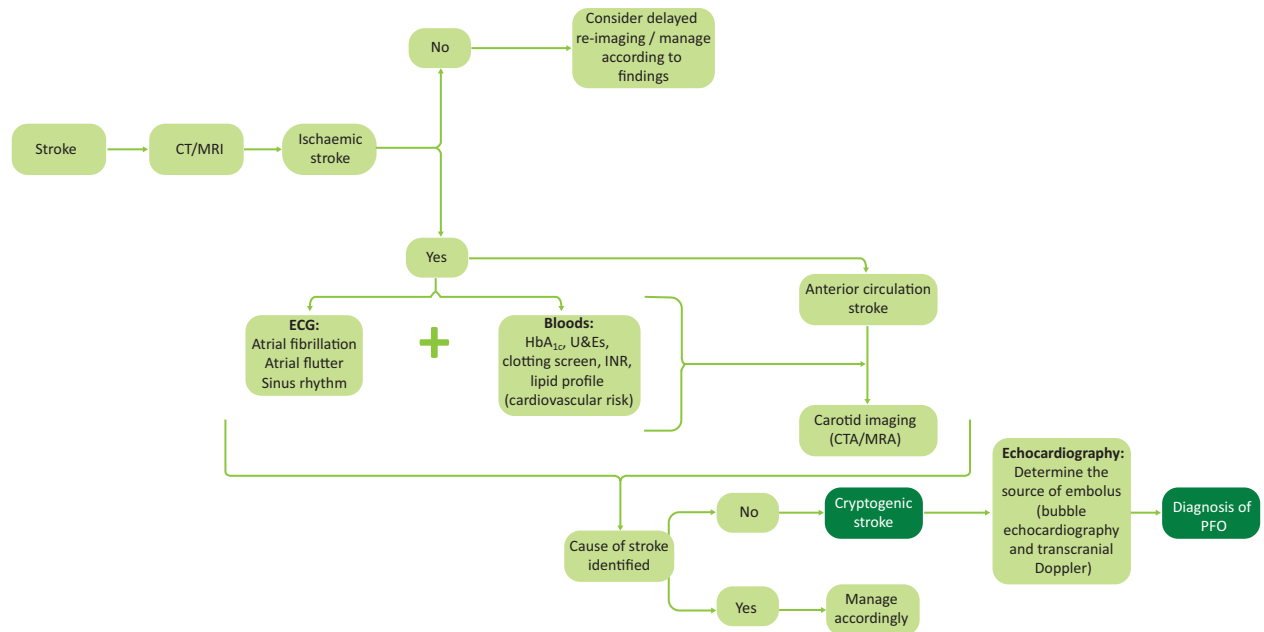 Consider delayed
re-imaging / manage
according to
findings
No
Stroke
CT/MRI
Ischaemic
stroke
Yes
Anterior circulation
stroke
ECG:
Atrial fibrillation
Atrial flutter
Sinus rhythm
+
Bloods:
HbA1c, U&Es,
clotting screen, INR,
lipid profile
(cardiovascular risk)
Carotid imaging
(CTA/MRA)
Cause of stroke
identified
No
Cryptogenic
stroke
Echocardiography:
Determine the
source of embolus
(bubble
echocardiography
and transcranial
Doppler)
Diagnosis of
PFO
Yes
Manage
accordingly